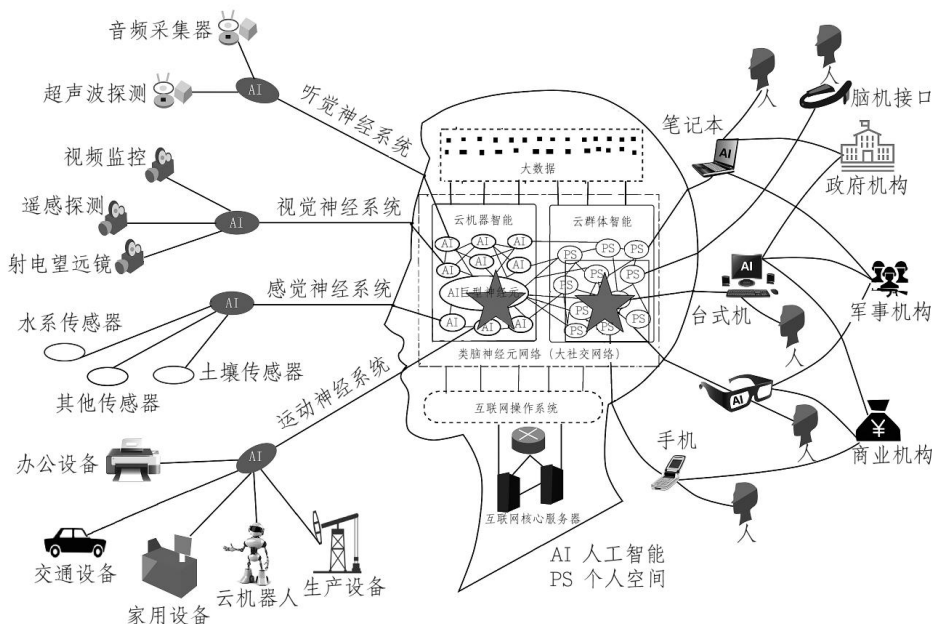 音频采集器
AI
超声波探测
听觉神经系统
视频监控
遥感探测
AI
视觉神经系统
射电望远镜
感觉神经系统
AI
水系传感器
土壤传感器
其他传感器
运动神经系统
AI
办公设备
交通设备
家用设备
云机器人
生产设备
大数据
云机器智能
云群体智能
AI
AI
AI
AI
AI
AI
AI巨型神经元
AI
AI
AI
PS
PS
PS
PS
PS
PS
PS
PS
PS
PS
PS
类脑神经元网络（大社交网络）
互联网操作系统
互联网核心服务器
AI 人工智能
PS 个人空间
笔记本
AI
人
人
脑机接口
政府机构
AI
台式机
人
军事机构
AI
人
¥
商业机构
手机
人